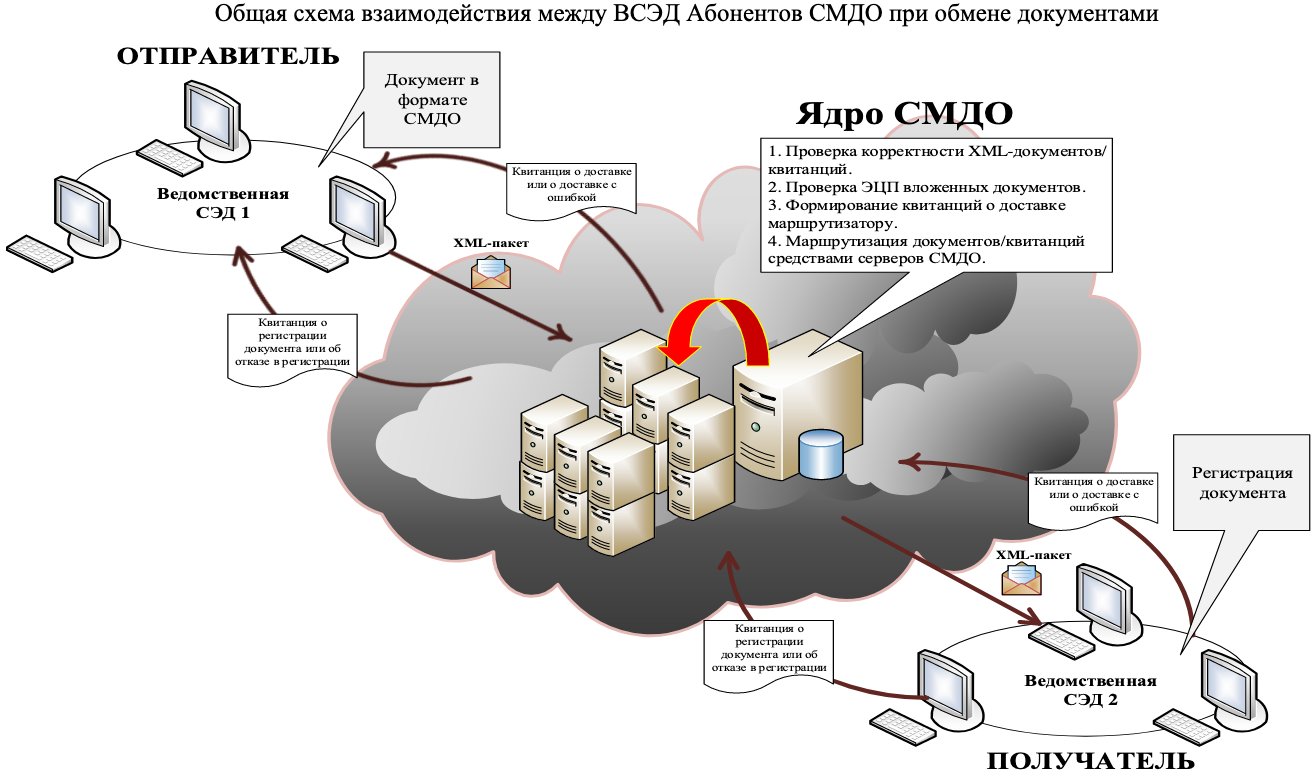 Общая схема взаимодействия между ВСЭД Абонентов СМДО при обмене документами
ОТПРАВИТЕЛЬ
Документ в
формате
СМДО
Ведомственная
СЭД 1
Квитанция о доставке
или о доставке с
ошибкой
XML-пакет
Квитанция о
регистрации
документа или об
отказе в регистрации
Ядро СМДО
1. Проверка корректности XML-документов/
квитанций.
2. Проверка ЭЦП вложенных документов.
3. Формирование квитанций о доставке
маршрутизатору.
4. Маршрутизация документов/квитанций
средствами серверов СМДО.
Регистрация
документа
Квитанция о доставке
или о доставке с
ошибкой
XML-пакет
Квитанция о
регистрации
документа или об
отказе в регистрации
Ведомственная
СЭД 2
ПОЛУЧАТЕЛЬ